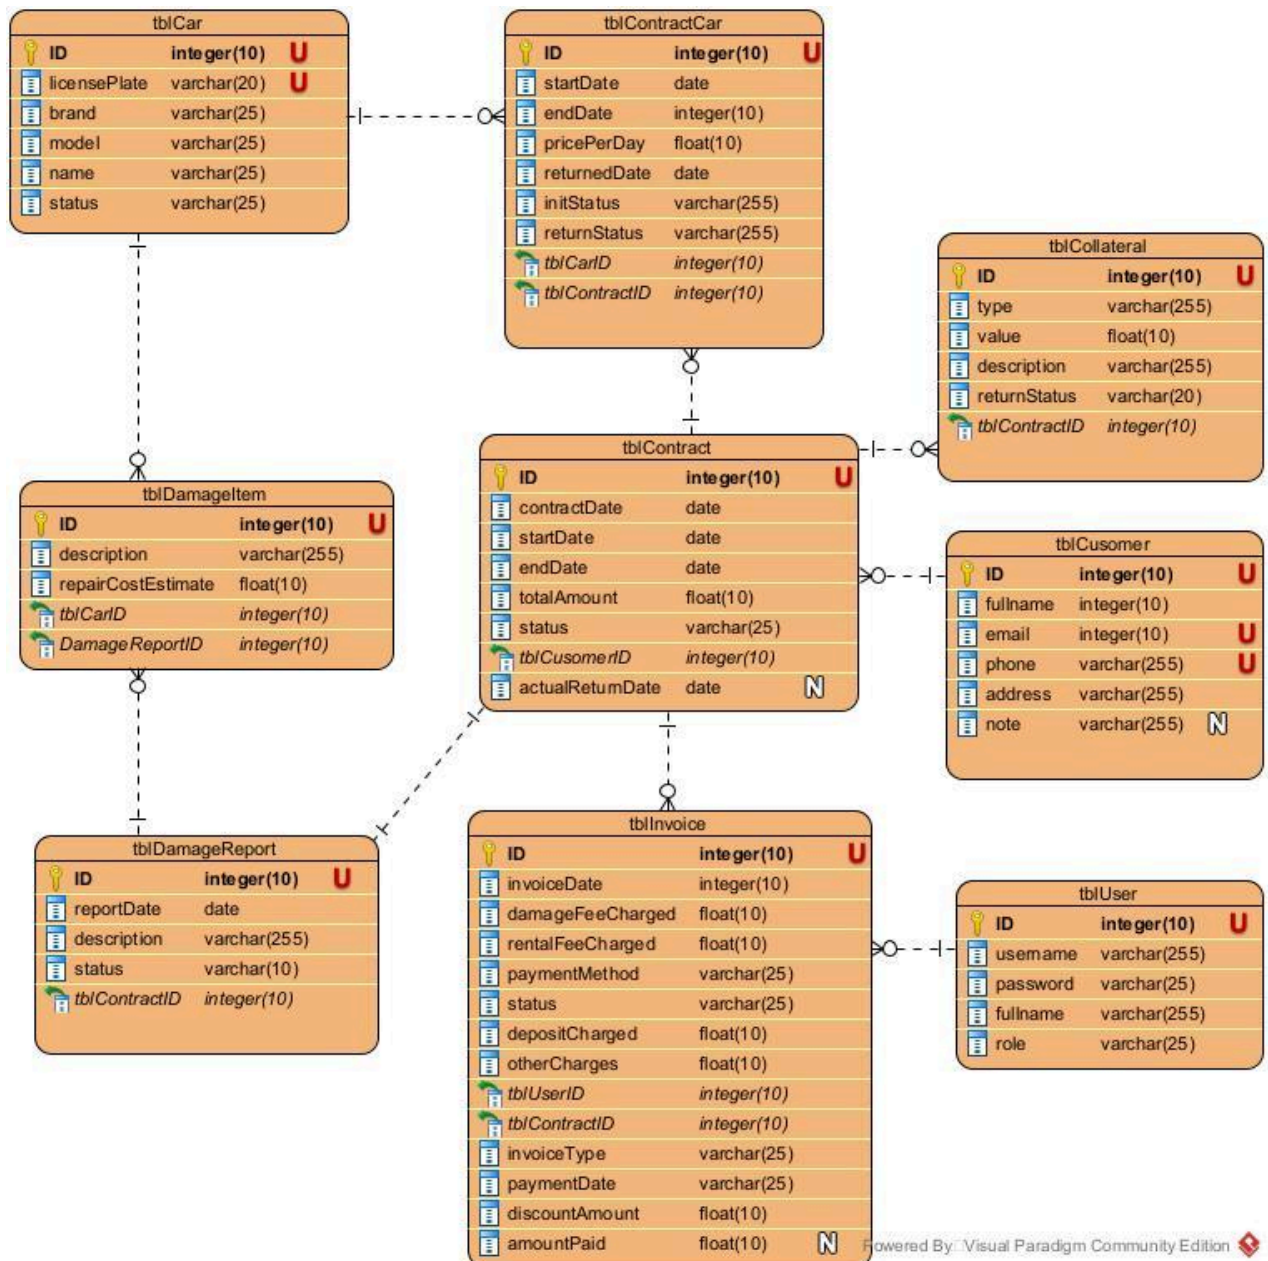 tblCar
ID integer(10) U
licensePlate varchar(20) U
brand varchar(25)
model varchar(25)
name varchar(25)
status varchar(25)
tblContractCar
ID integer(10) U
startDate date
endDate integer(10)
pricePerDay float(10)
returnedDate date
initStatus varchar(255)
returnStatus varchar(255)
tblCarID integer(10)
tblContractID integer(10)
tblCollateral
ID integer(10) U
type varchar(255)
value float(10)
description varchar(255)
returnStatus varchar(20)
tblContractID integer(10)
tblDamageItem
ID integer(10) U
description varchar(255)
repairCostEstimate float(10)
tblCarID integer(10)
DamageReportID integer(10)
tblContract
ID integer(10) U
contractDate date
startDate date
endDate date
totalAmount float(10)
status varchar(25)
tblCusomerID integer(10)
actualReturnDate date N
tblCusomer
ID integer(10) U
fullname integer(10)
email integer(10) U
phone varchar(255) U
address varchar(255)
note varchar(255) N
tblDamageReport
ID integer(10) U
reportDate date
description varchar(255)
status varchar(10)
tblContractID integer(10)
tblInvoice
ID integer(10) U
invoiceDate integer(10)
damageFeeCharged float(10)
rentalFeeCharged float(10)
paymentMethod varchar(25)
status varchar(25)
depositCharged float(10)
otherCharges float(10)
tblUserID integer(10)
tblContractID integer(10)
invoiceType varchar(25)
paymentDate varchar(25)
discountAmount float(10)
amountPaid float(10) N
tblUser
ID integer(10) U
username varchar(255)
password varchar(25)
fullname varchar(255)
role varchar(25)
Powered By Visual Paradigm Community Edition